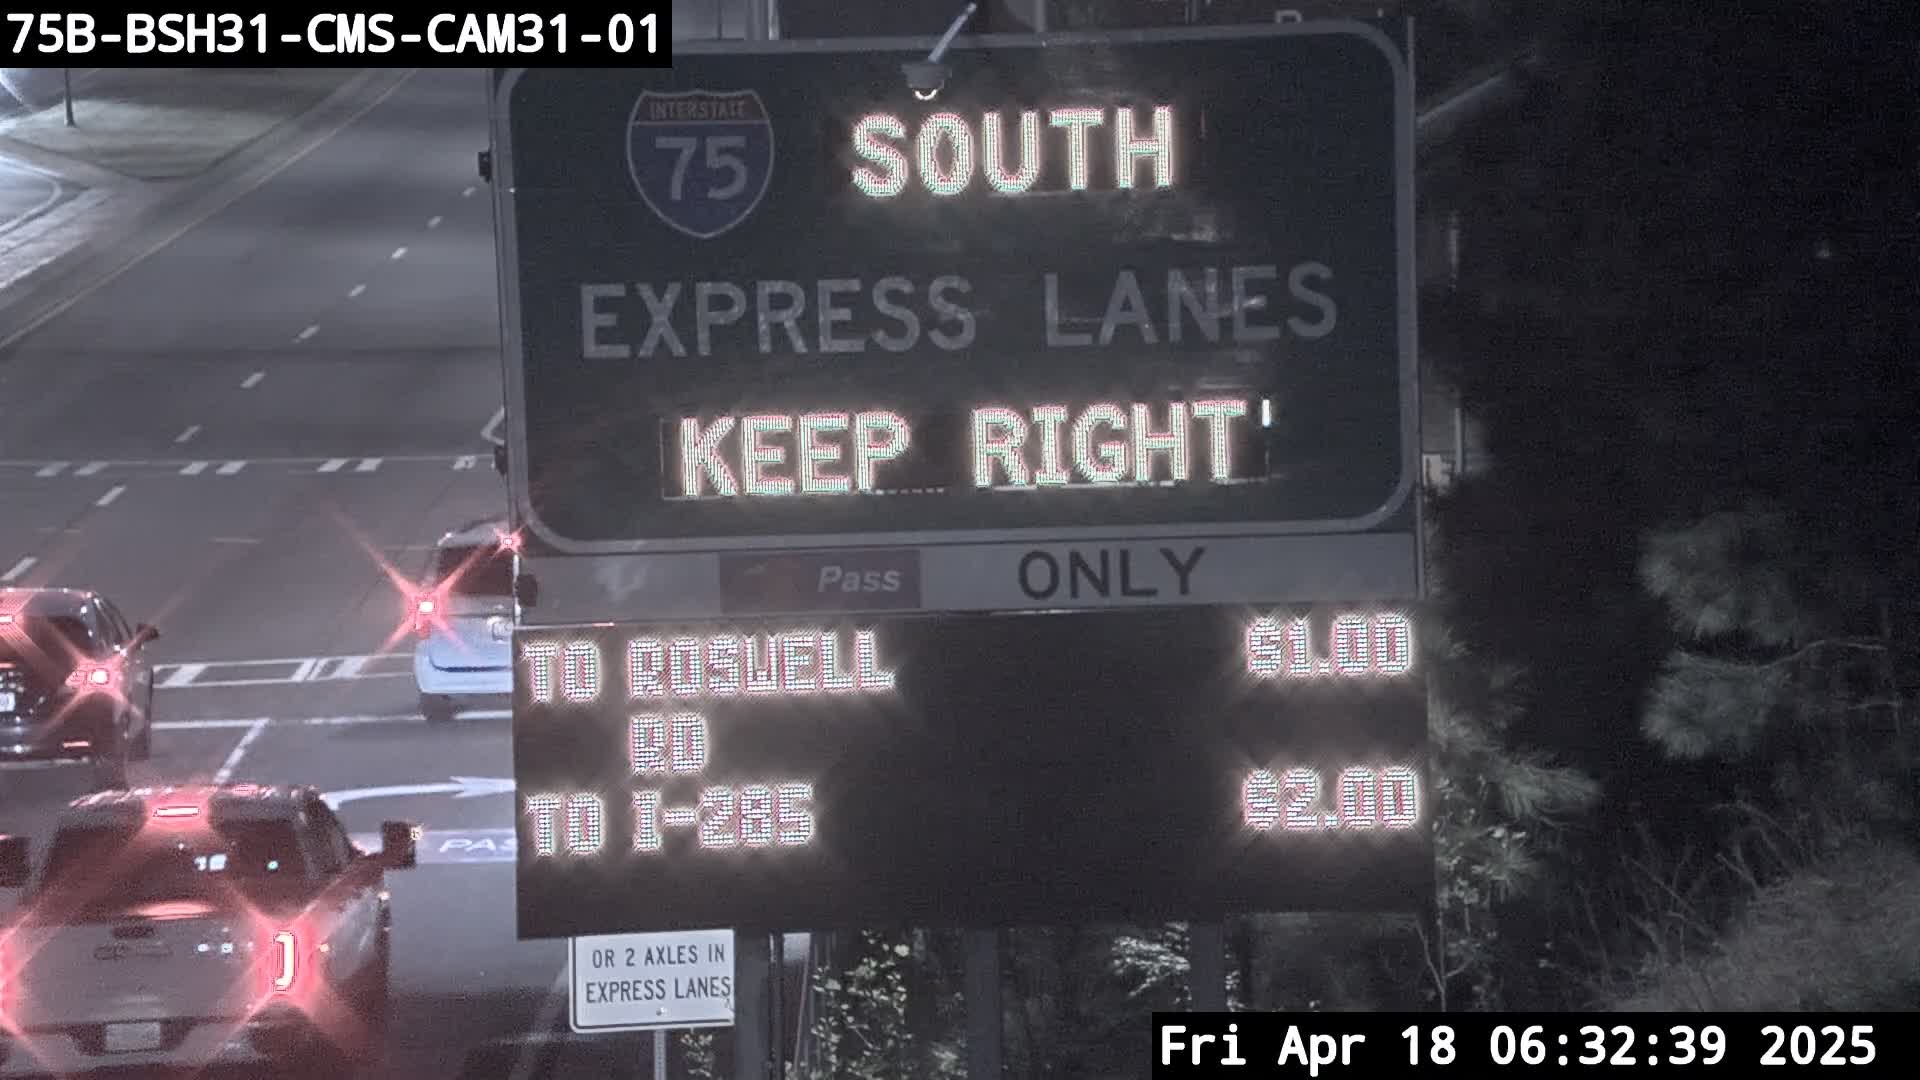 75B-BSH31-CMS-CAM31-01
INTERSTATE
75
SOUTH
EXPRESS LANES
KEEP RIGHT
Pass ONLY
TO ROSWELL $1.00
RD
TO I-285 $2.00
OR 2 AXLES IN
EXPRESS LANES
Fri Apr 18 06:32:39 2025